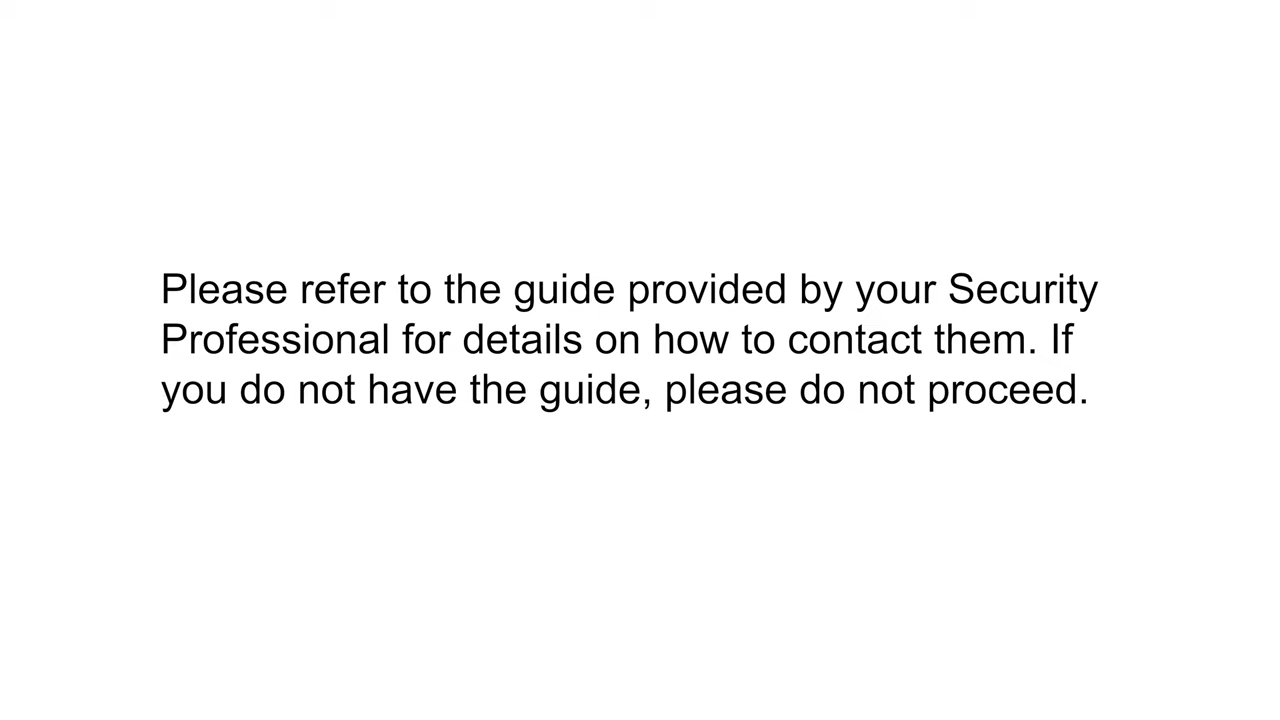 Please refer to the guide provided by your Security
Professional for details on how to contact them. If
you do not have the guide, please do not proceed.